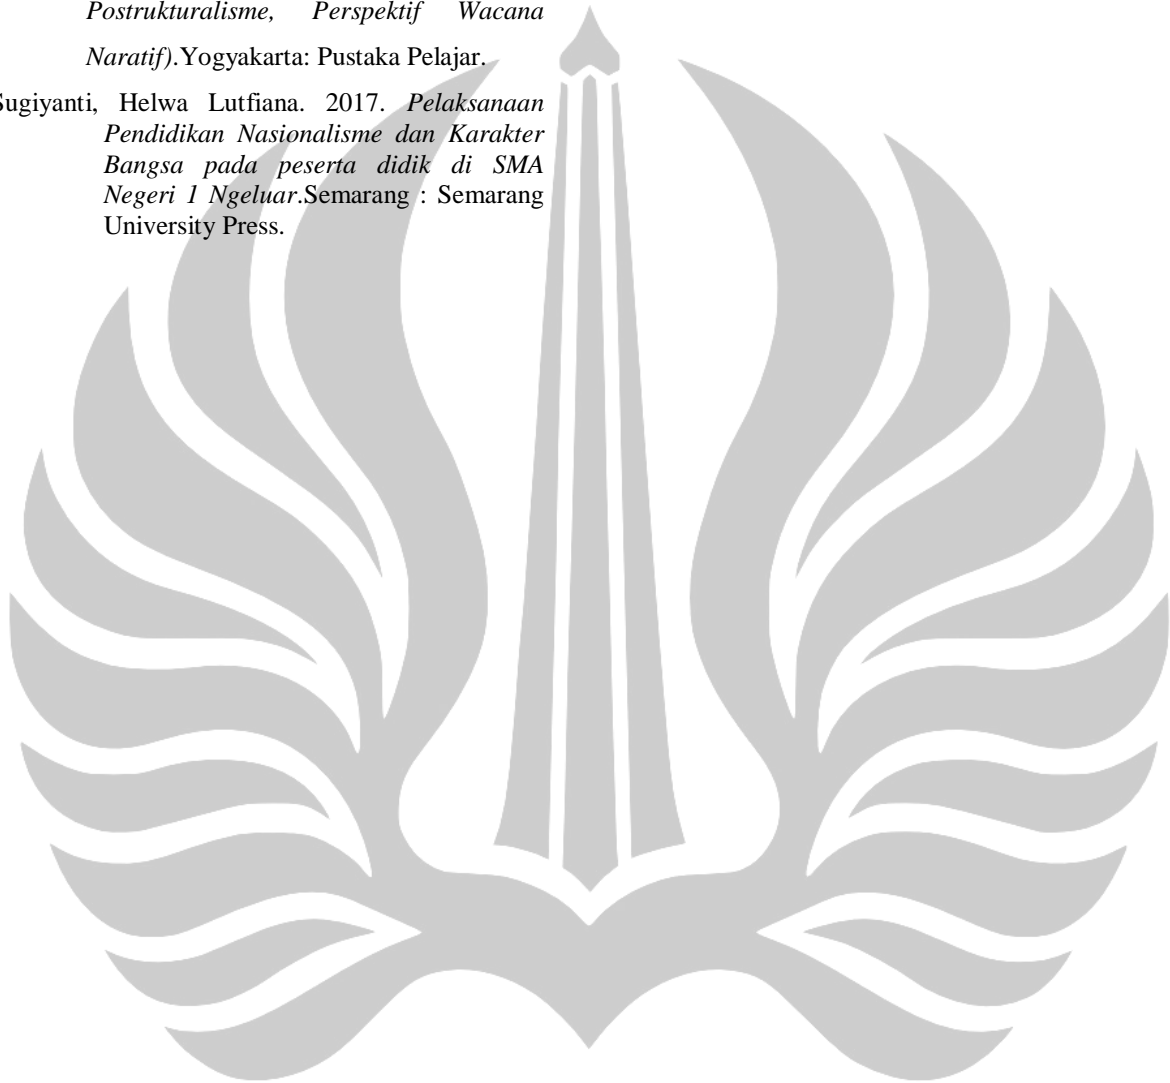 Postrukturalisme, Perspektif Wacana
Naratif).Yogyakarta: Pustaka Pelajar.
Sugiyanti, Helwa Lutfiana. 2017. Pelaksanaan
Pendidikan Nasionalisme dan Karakter
Bangsa pada peserta didik di SMA
Negeri 1 Ngeluar.Semarang : Semarang
University Press.